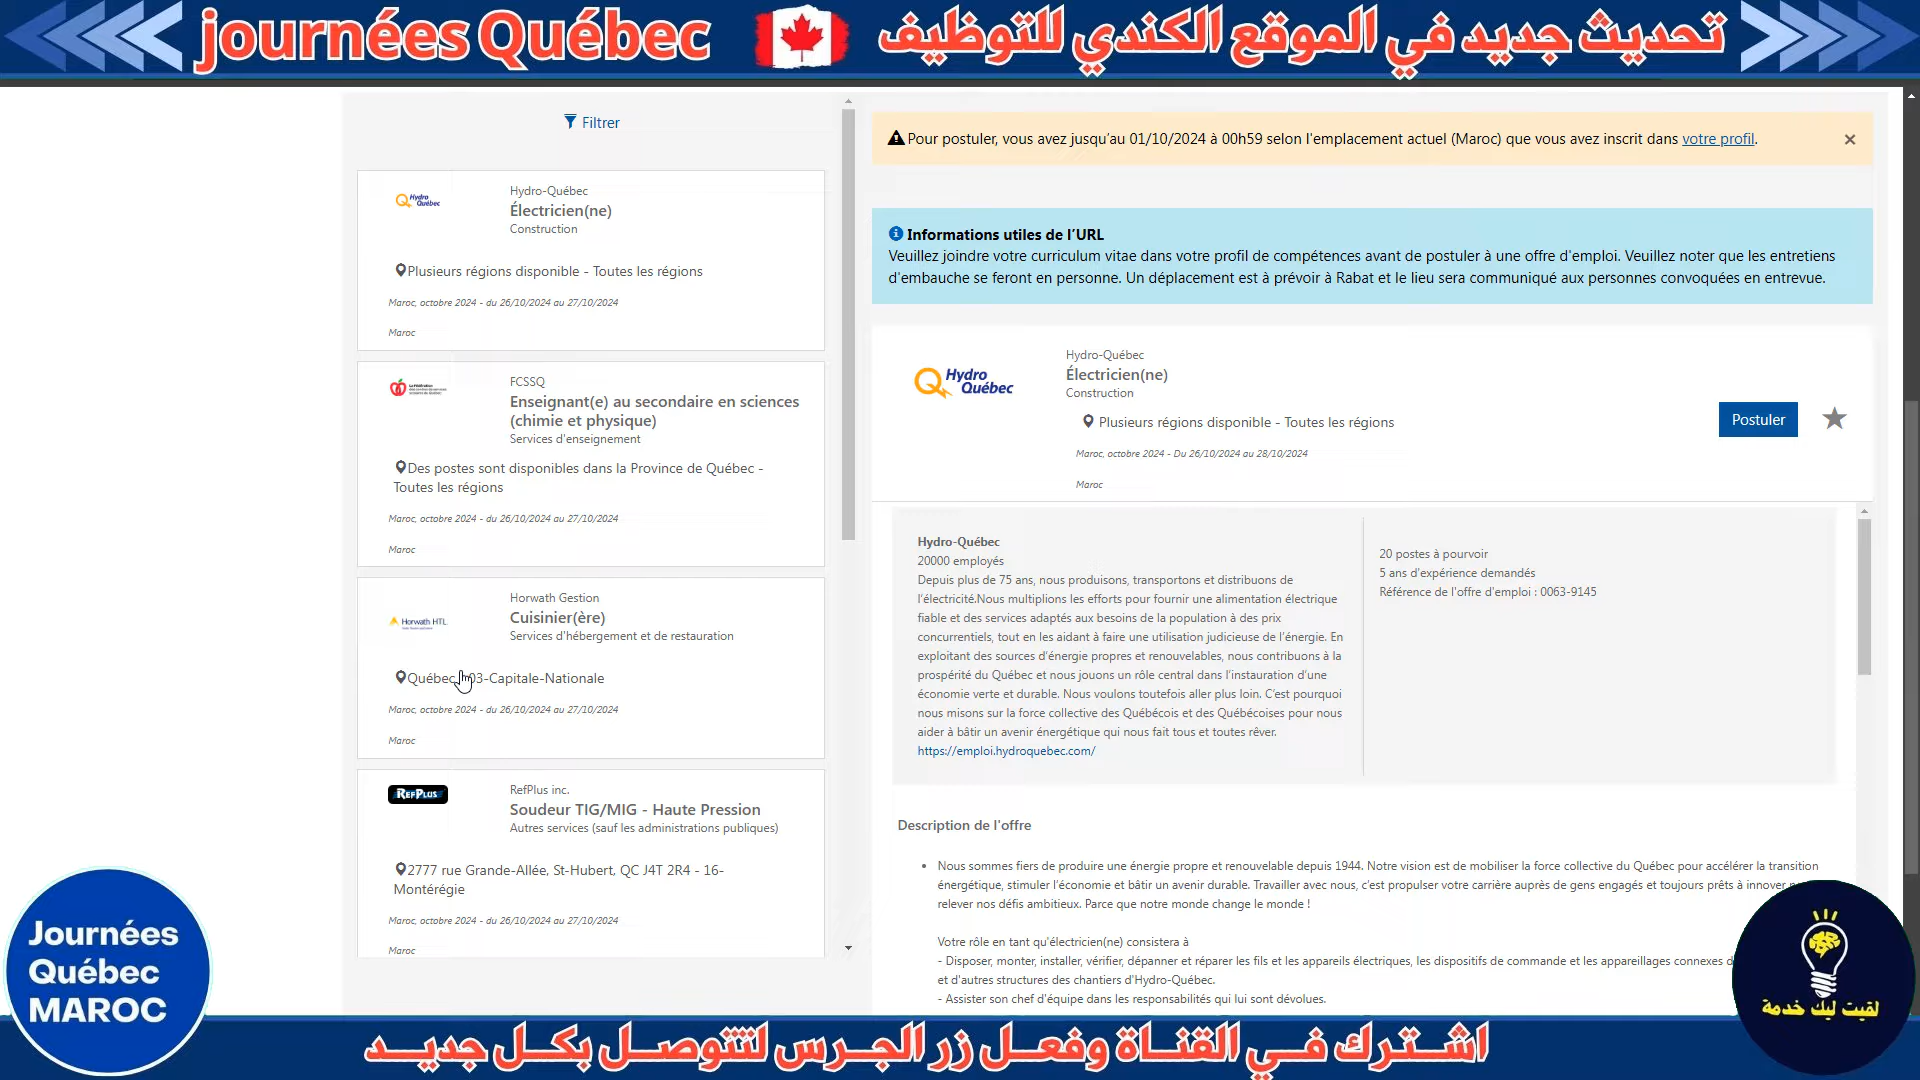 journées Québec
تحديث جديد في الموقع الكندي للتوظيف
Filtrer
Hydro Québec
Hydro-Québec
Électricien(ne)
Construction
Plusieurs régions disponible - Toutes les régions
Maroc, octobre 2024 - du 26/10/2024 au 27/10/2024
Maroc
FCSSQ
Enseignant(e) au secondaire en sciences
(chimie et physique)
Services d'enseignement
Des postes sont disponibles dans la Province de Québec -
Toutes les régions
Maroc, octobre 2024 - du 26/10/2024 au 27/10/2024
Maroc
Horwath HTL
Horwath Gestion
Cuisinier(ère)
Services d'hébergement et de restauration
Québec 03-Capitale-Nationale
Maroc, octobre 2024 - du 26/10/2024 au 27/10/2024
Maroc
REFPLUS
RefPlus inc.
Soudeur TIG/MIG - Haute Pression
Autres services (sauf les administrations publiques)
2777 rue Grande-Allée, St-Hubert, QC J4T 2R4 - 16-
Montérégie
Maroc, octobre 2024 - du 26/10/2024 au 27/10/2024
Maroc
Pour postuler, vous avez jusqu’au 01/10/2024 à 00h59 selon l'emplacement actuel (Maroc) que vous avez inscrit dans votre profil.
×
Informations utiles de l’URL
Veuillez joindre votre curriculum vitae dans votre profil de compétences avant de postuler à une offre d'emploi. Veuillez noter que les entretiens
d'embauche se feront en personne. Un déplacement est à prévoir à Rabat et le lieu sera communiqué aux personnes convoquées en entrevue.
Hydro
Québec
Hydro-Québec
Électricien(ne)
Construction
Plusieurs régions disponible - Toutes les régions
Maroc, octobre 2024 - Du 26/10/2024 au 28/10/2024
Maroc
Postuler
Hydro-Québec
20000 employés
Depuis plus de 75 ans, nous produisons, transportons et distribuons de
l’électricité.Nous multiplions les efforts pour fournir une alimentation électrique
fiable et des services adaptés aux besoins de la population à des prix
concurrentiels, tout en les aidant à faire une utilisation judicieuse de l’énergie. En
exploitant des sources d’énergie propres et renouvelables, nous contribuons à la
prospérité du Québec et nous jouons un rôle central dans l’instauration d’une
économie verte et durable. Nous voulons toutefois aller plus loin. C’est pourquoi
nous misons sur la force collective des Québécois et des Québécoises pour nous
aider à bâtir un avenir énergétique qui nous fait tous et toutes rêver.
https://emploi.hydroquebec.com/
20 postes à pourvoir
5 ans d'expérience demandés
Référence de l'offre d'emploi : 0063-9145
Description de l'offre
Nous sommes fiers de produire une énergie propre et renouvelable depuis 1944. Notre vision est de mobiliser la force collective du Québec pour accélérer la transition
énergétique, stimuler l’économie et bâtir un avenir durable. Travailler avec nous, c’est propulser votre carrière auprès de gens engagés et toujours prêts à innover
relever nos défis ambitieux. Parce que notre monde change le monde !
Votre rôle en tant qu'électricien(ne) consistera à
- Disposer, monter, installer, vérifier, dépanner et réparer les fils et les appareils électriques, les dispositifs de commande et les appareillages connexes
et d'autres structures des chantiers d'Hydro-Québec.
- Assister son chef d'équipe dans les responsabilités qui lui sont dévolues.
Journées
Québec
MAROC
لقيت ليك خدمة
اشترك في القناة وفعل زر الجرس لتتوصل بكل جديد